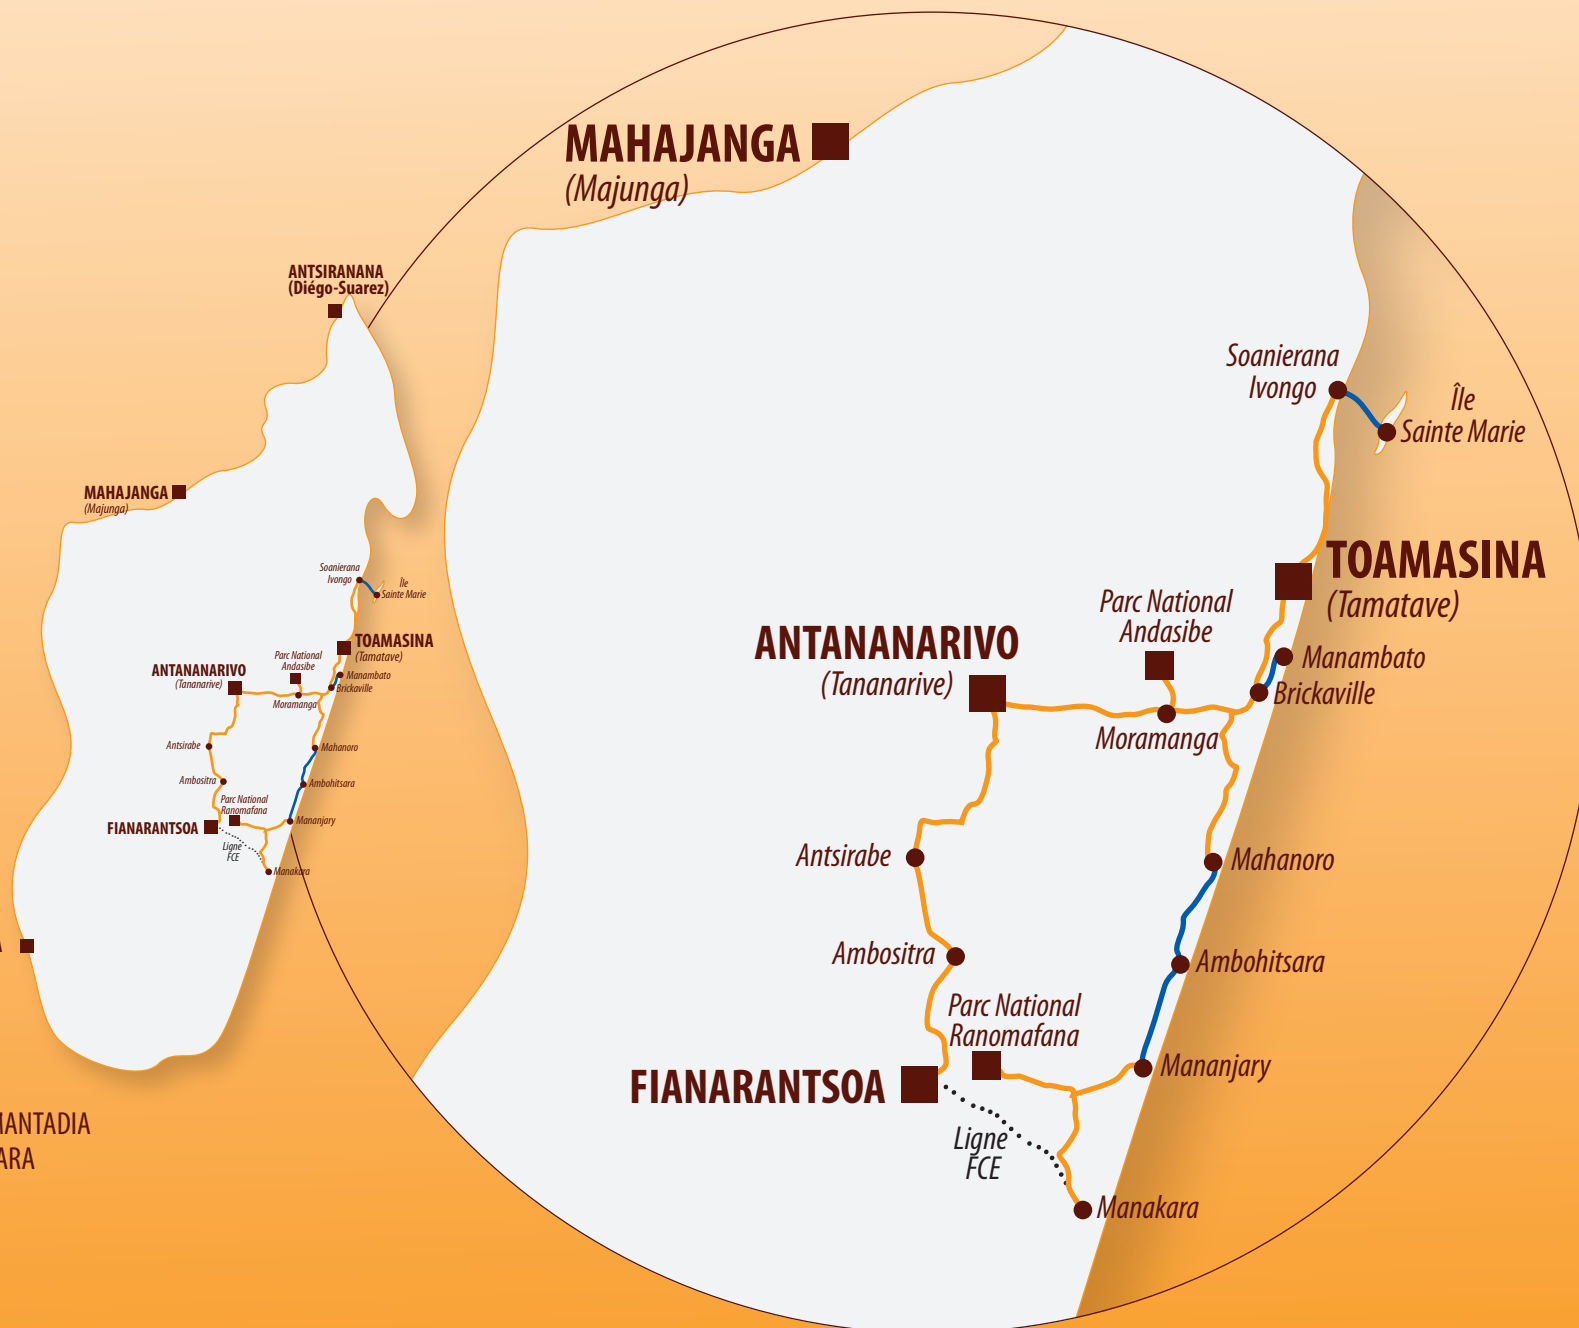 ANTSIRANANA
(Diégo-Suarez)
MAHAJANGA
(Majunga)
Soanierana
Ivongo
Île
Sainte Marie
TOAMASINA
(Tamatave)
Parc National
Andasibe
ANTANANARIVO
(Tananarive)
Manambato
Brickaville
Moramanga
Antsirabe
Mahanoro
Ambositra
Ambohitsara
Parc National
Ranomafana
FIANARANTSOA
Mananjary
Ligne
FCE
Manakara
MANTADIA
ARA
MAHAJANGA
(Majunga)
Soanierana
Ivongo
Île
Sainte Marie
TOAMASINA
(Tamatave)
Parc National
Andasibe
ANTANANARIVO
(Tananarive)
Manambato
Brickaville
Moramanga
Antsirabe
Mahanoro
Ambositra
Ambohitsara
Parc National
Ranomafana
FIANARANTSOA
Mananjary
Ligne
FCE
Manakara